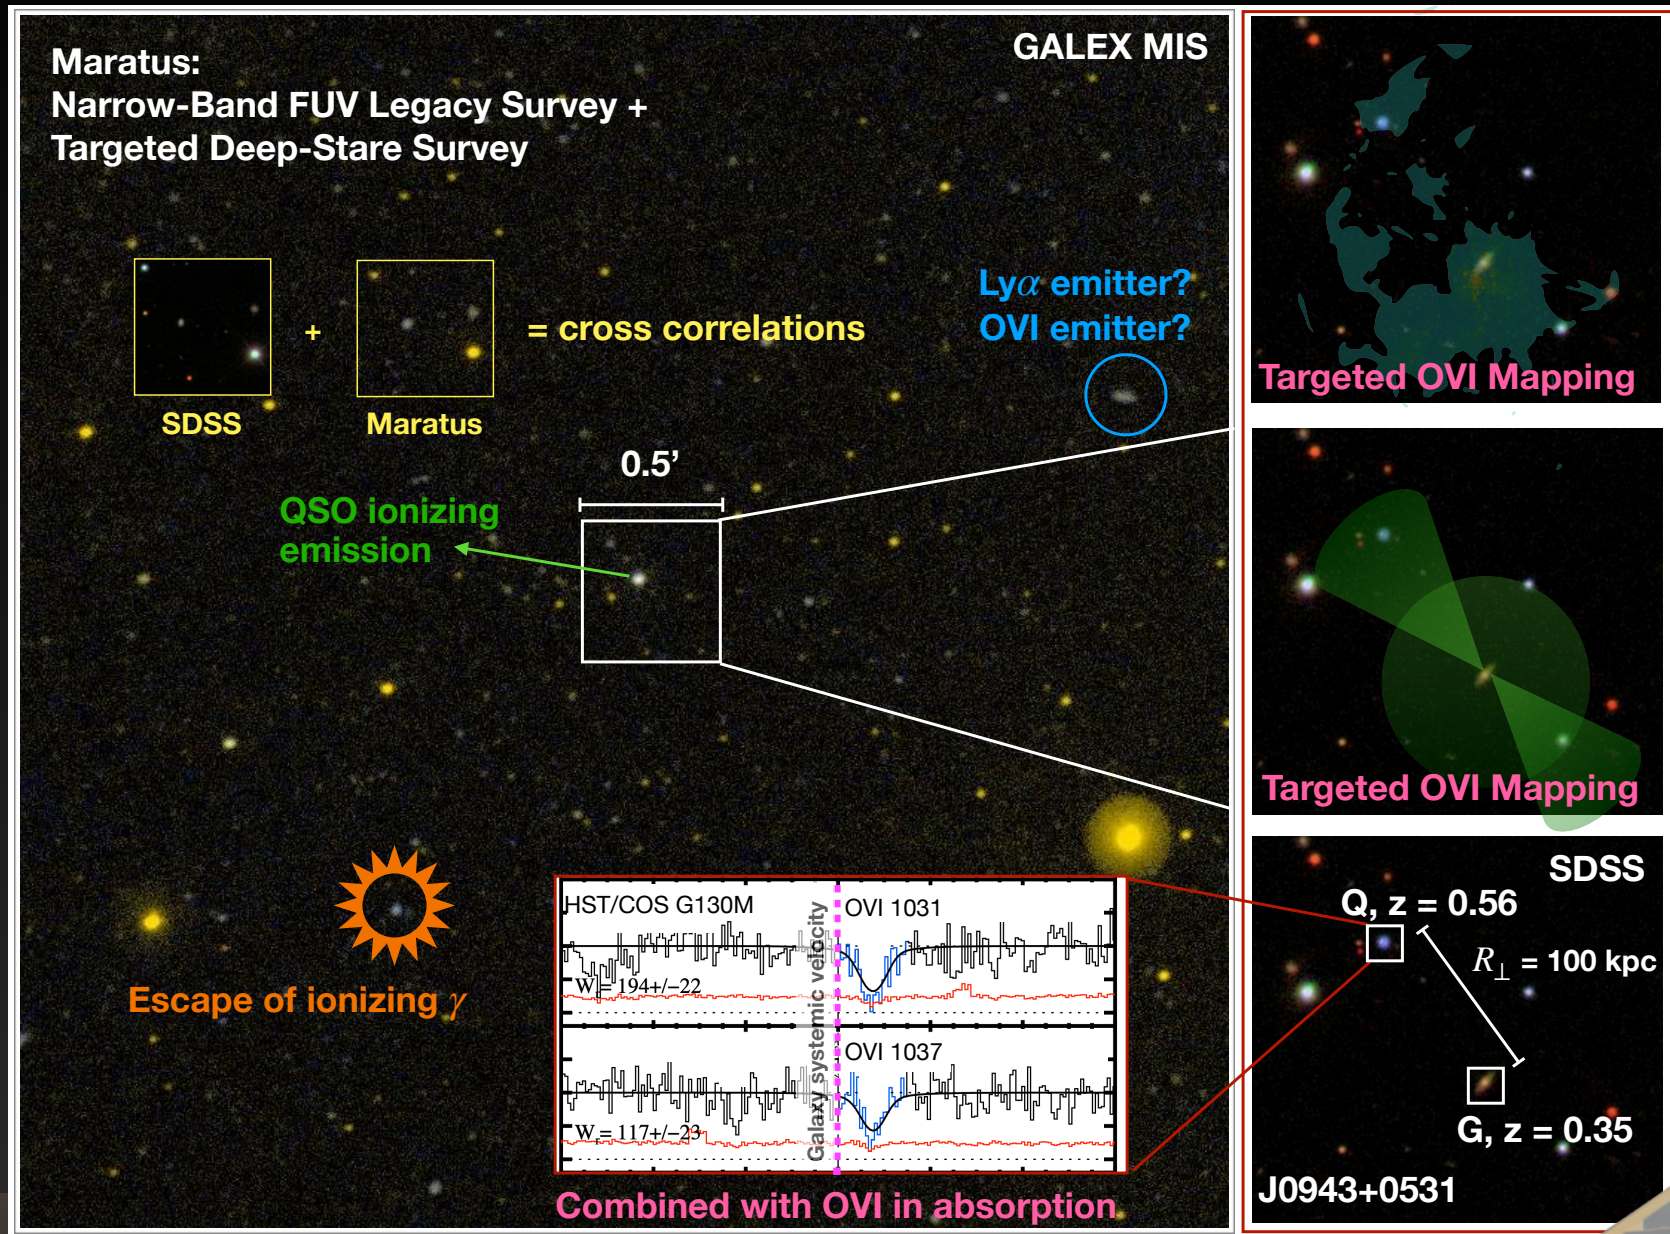 Maratus:
Narrow-Band FUV Legacy Survey +
Targeted Deep-Stare Survey
GALEX MIS
+
= cross correlations
SDSS
Maratus
Lyα emitter?
OVI emitter?
0.5’
QSO ionizing
emission
Escape of ionizing γ
HST/COS G130M
OVI 1031
Wr= 194+/−22
Galaxy systemic velocity
OVI 1037
Wr= 117+/−23
Combined with OVI in absorption
Targeted OVI Mapping
Targeted OVI Mapping
SDSS
Q, z = 0.56
R⊥ = 100 kpc
G, z = 0.35
J0943+0531